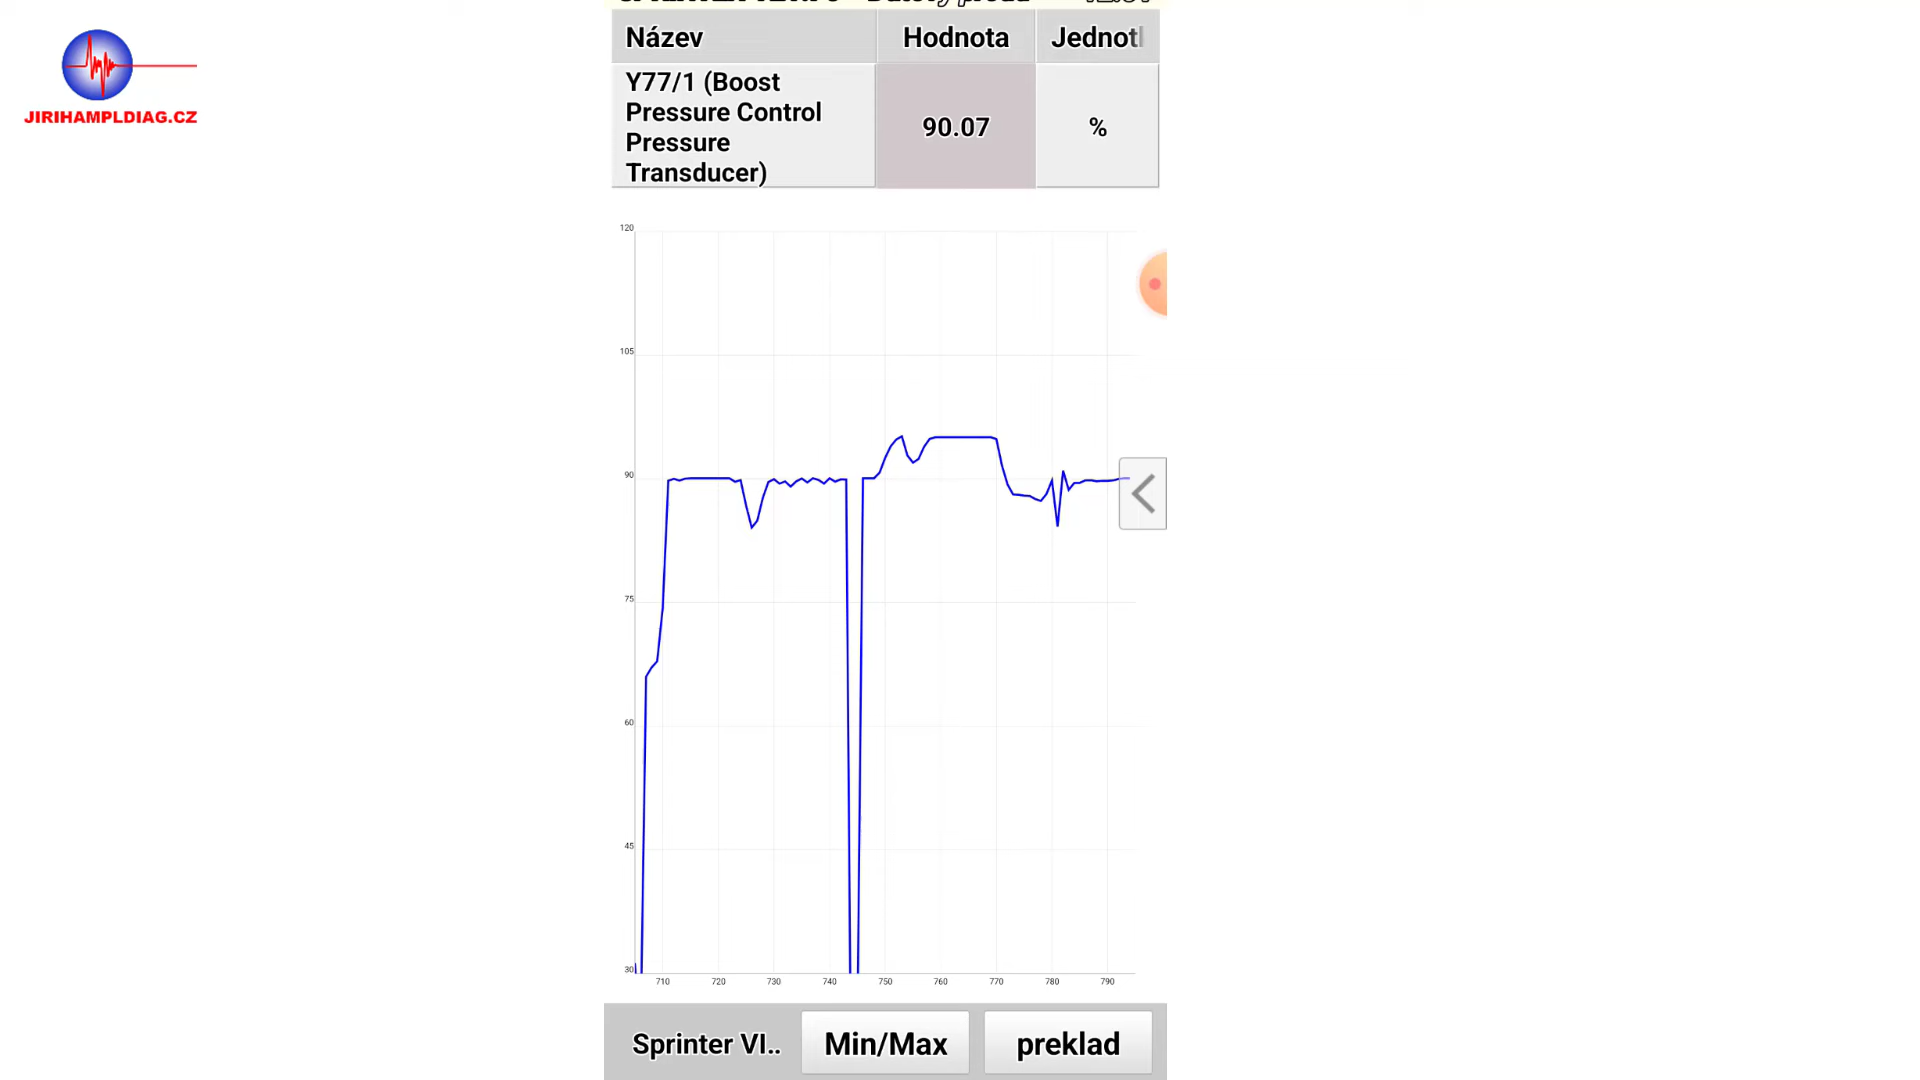 JIRIHAMPLDIAG.CZ
Název Hodnota Jednotk
Y77/1 (Boost
Pressure Control
Pressure
Transducer)
90.07 %
120
105
90
75
60
45
30
710 720 730 740 750 760 770 780 790
Sprinter VI.. Min/Max preklad